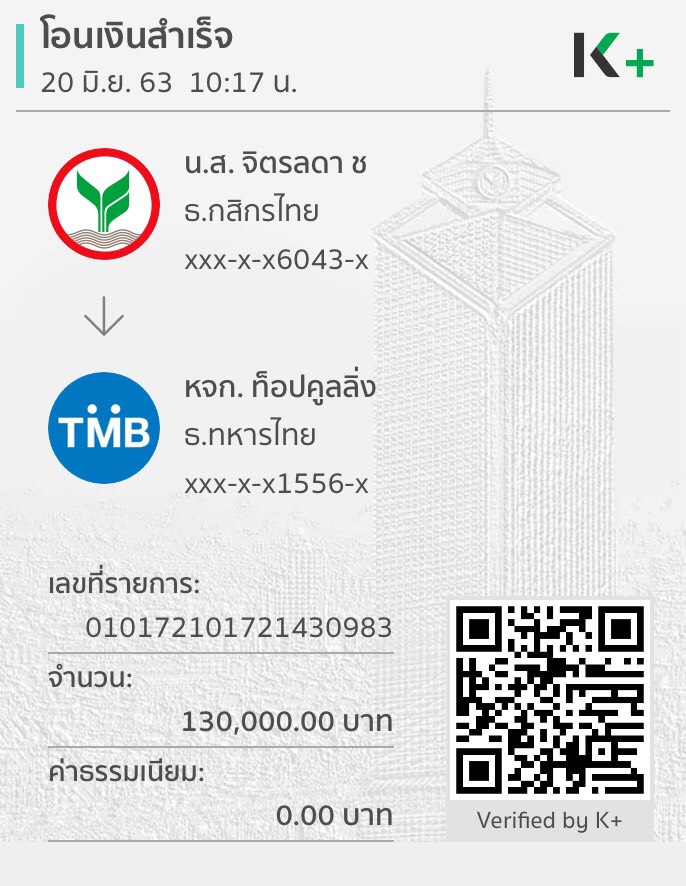 โอนเงินสำเร็จ
20 มิ.ย. 63 10:17 น.
K+
น.ส. จิตรลดา ช
ธ.กสิกรไทย
xxx-x-x6043-x
TMB
หจก. ท็อปคูลลิ่ง
ธ.ทหารไทย
xxx-x-x1556-x
เลขที่รายการ:
010172101721430983
จำนวน:
130,000.00 บาท
ค่าธรรมเนียม:
0.00 บาท
Verified by K+